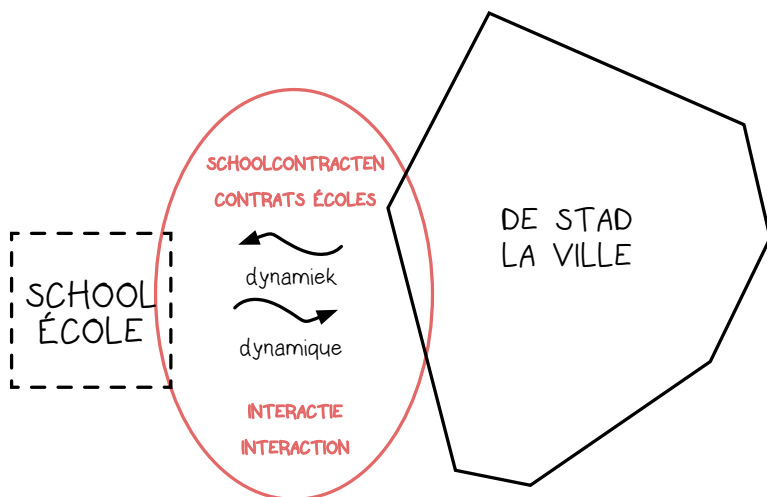 SCHOOLCONTRACTEN
CONTRATS ÉCOLES
dynamiek
dynamique
INTERACTIE
INTERACTION
SCHOOL
ÉCOLE
DE STAD
LA VILLE